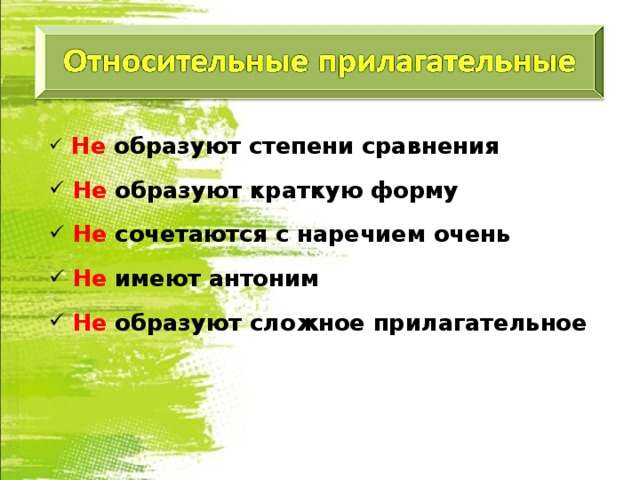 Относительные прилагательные
Не образуют степени сравнения
Не образуют краткую форму
Не сочетаются с наречием очень
Не имеют антоним
Не образуют сложное прилагательное